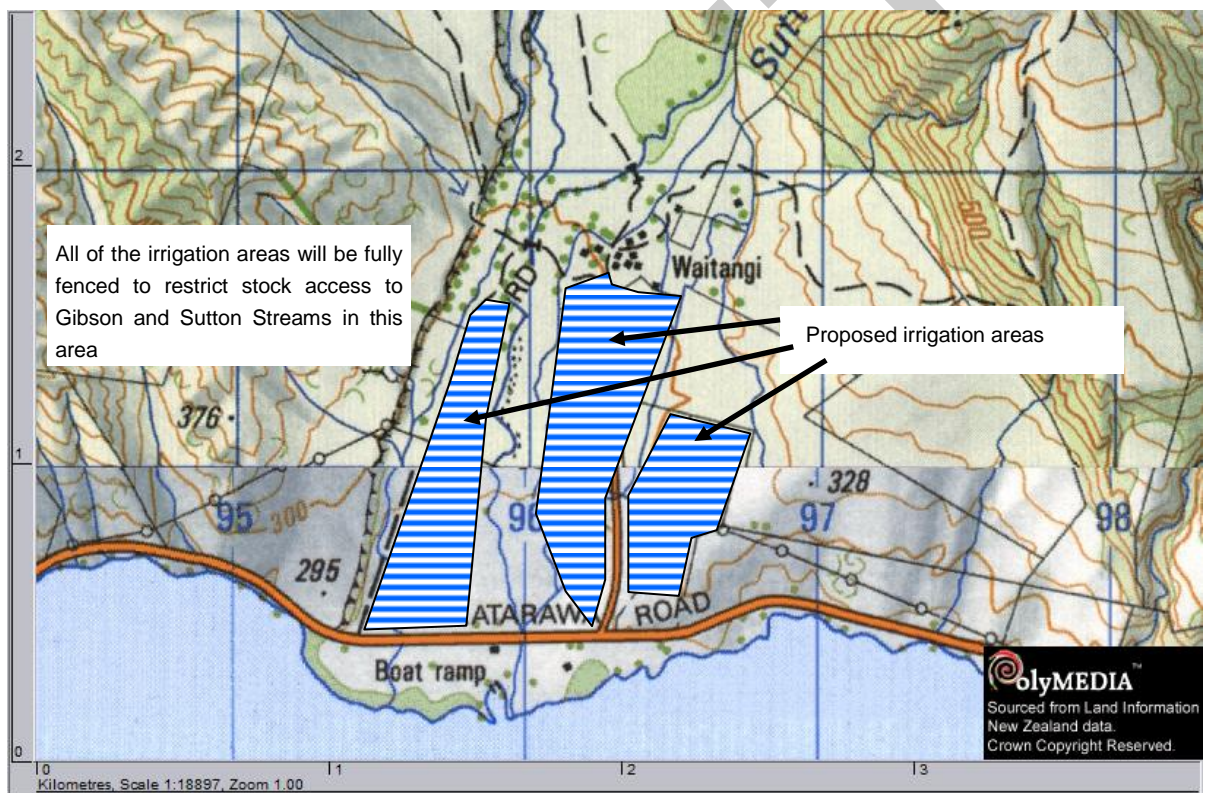 Sutt
2
All of the irrigation areas will be fully
fenced to restrict stock access to
Gibson and Sutton Streams in this
area
500
RD
Waitangi
Proposed irrigation areas
376
1
95
300
96
328
97
98
295
ATARAWA ROAD
Boat ramp
PolyMEDIA™
Sourced from Land Information
New Zealand data.
Crown Copyright Reserved.
0
0 1 2 3
Kilometres, Scale 1:18897, Zoom 1.00